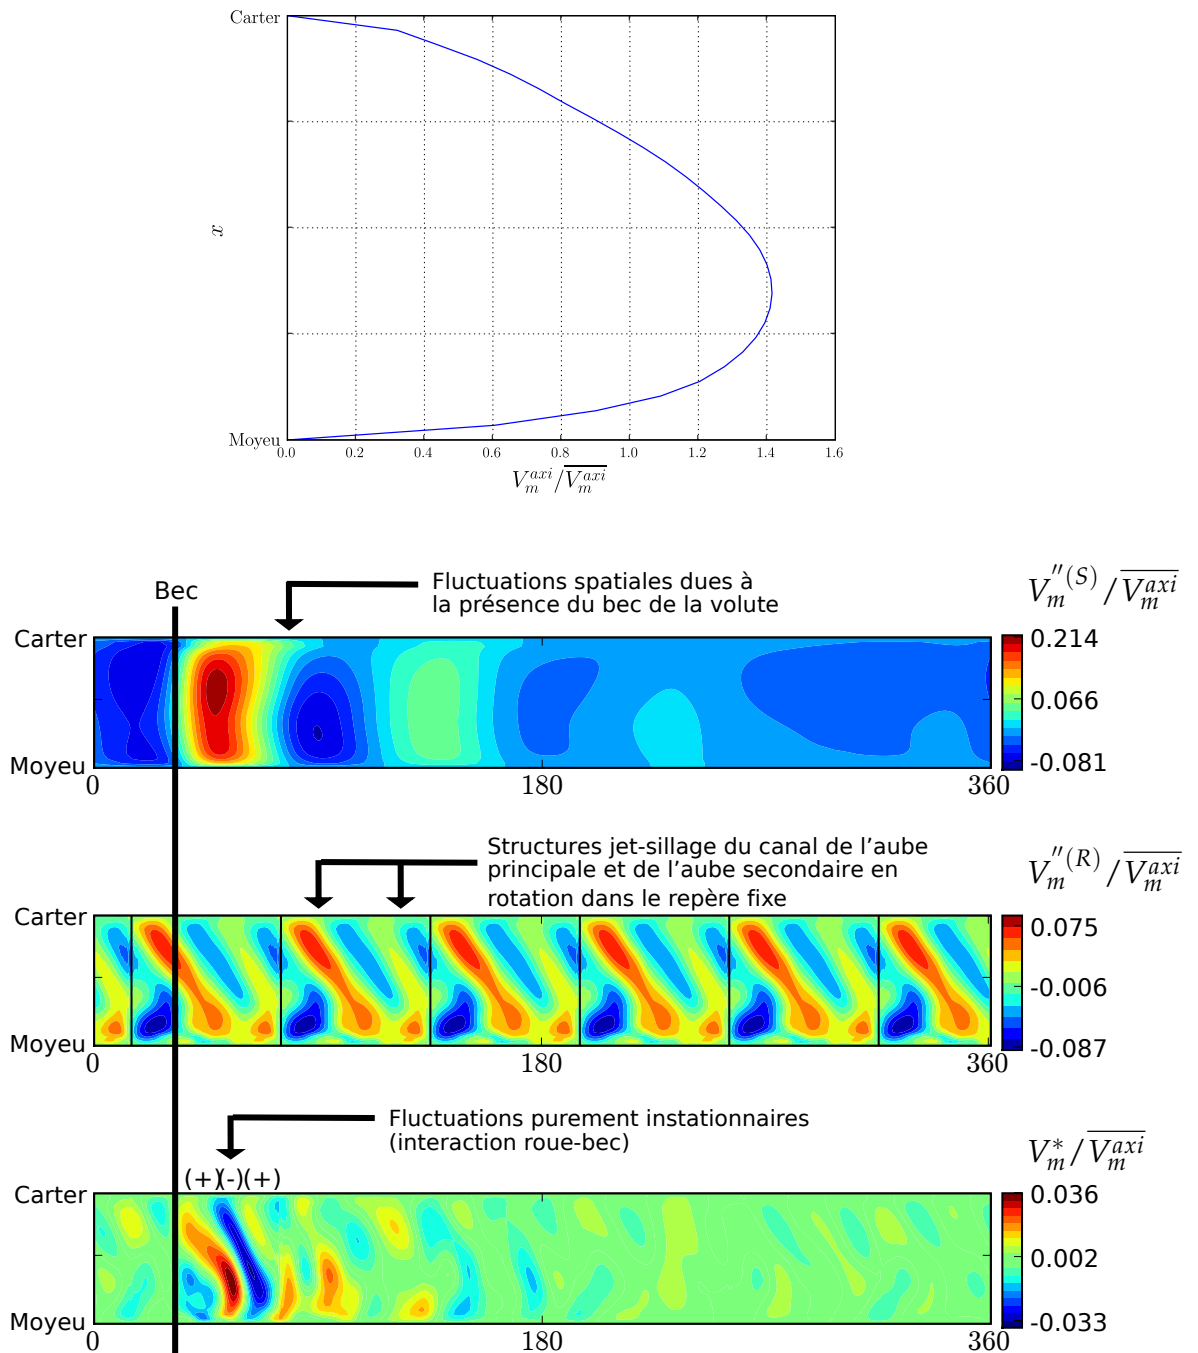 Carter
x
Moyeu
0.0 0.2 0.4 0.6 0.8 1.0 1.2 1.4 1.6
V_m^{axi}/\overline{V_m^{axi}}
Bec
Fluctuations spatiales dues à
la présence du bec de la volute
V_m^{''(S)}/\overline{V_m^{axi}}
Carter
Moyeu
0 180 360
0.214
0.066
-0.081
Structures jet-sillage du canal de l'aube
principale et de l'aube secondaire en
rotation dans le repère fixe
V_m^{''(R)}/\overline{V_m^{axi}}
Carter
Moyeu
0 180 360
0.075
-0.006
-0.087
Fluctuations purement instationnaires
(interaction roue-bec)
V_m^*/\overline{V_m^{axi}}
(+)(-)(+)
Carter
Moyeu
0 180 360
0.036
0.002
-0.033